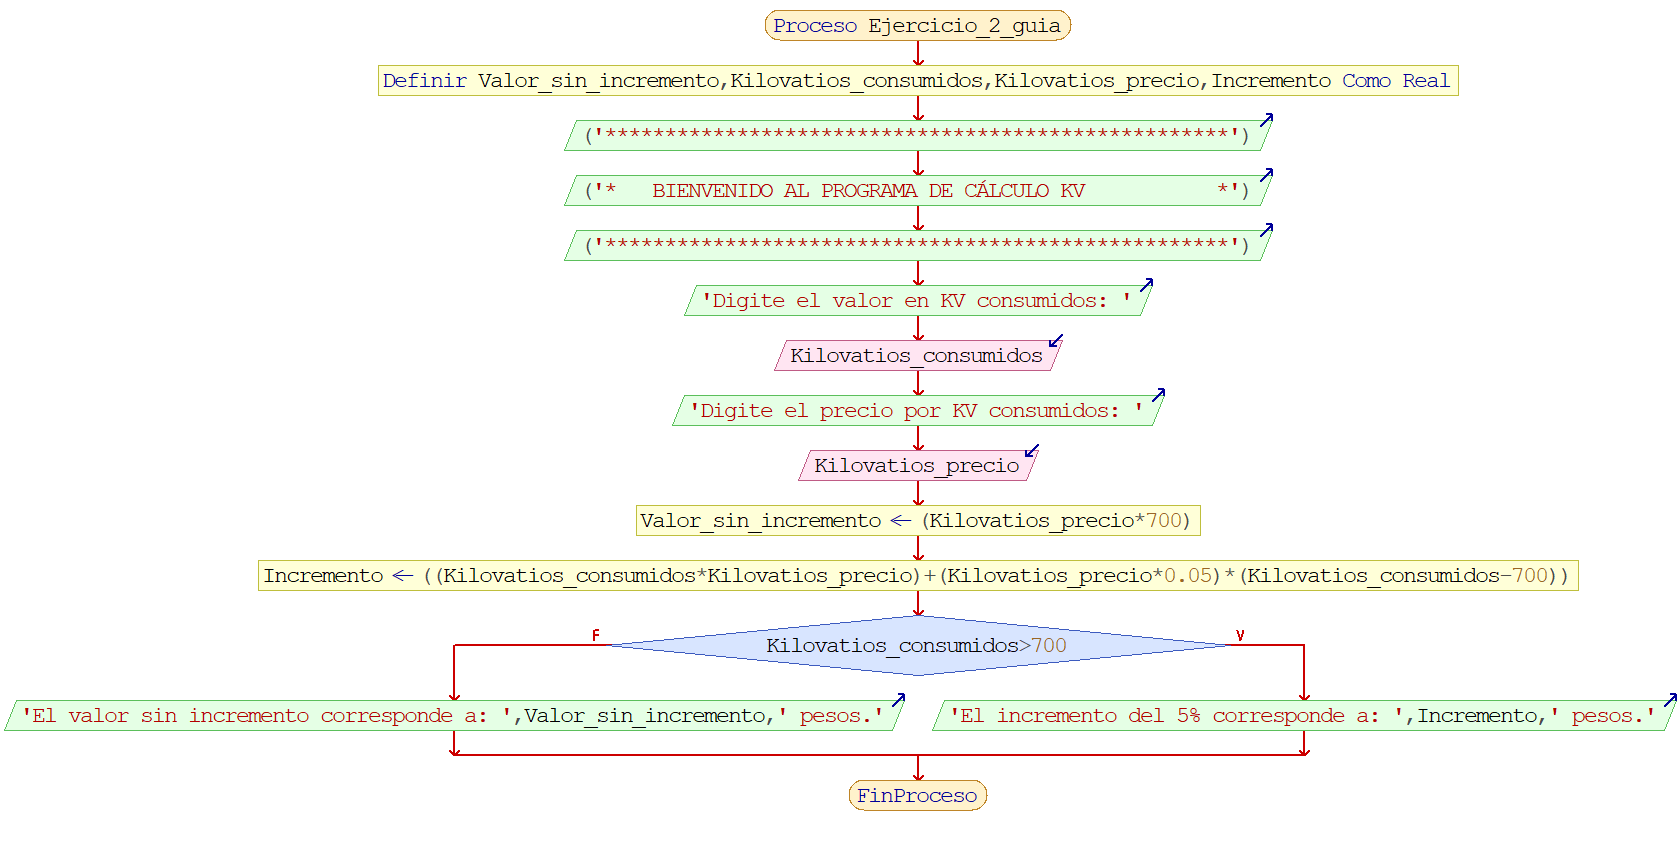 Proceso Ejercicio_2_guia
Definir Valor_sin_incremento,Kilovatios_consumidos,Kilovatios_precio,Incremento Como Real
('****************************************************')
('*   BIENVENIDO AL PROGRAMA DE CÁLCULO KV           *')
('****************************************************')
'Digite el valor en KV consumidos: '
Kilovatios_consumidos
'Digite el precio por KV consumidos: '
Kilovatios_precio
Valor_sin_incremento ← (Kilovatios_precio*700)
Incremento ← ((Kilovatios_consumidos*Kilovatios_precio)+(Kilovatios_precio*0.05)*(Kilovatios_consumidos-700))
F
V
Kilovatios_consumidos>700
'El valor sin incremento corresponde a: ',Valor_sin_incremento,' pesos.'
'El incremento del 5% corresponde a: ',Incremento,' pesos.'
FinProceso